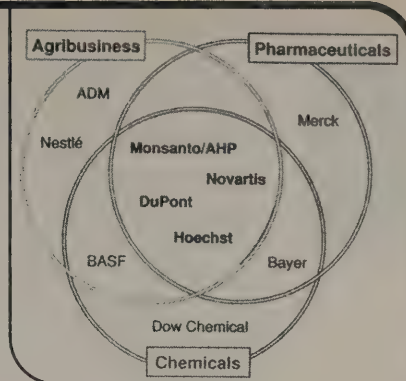 Agribusiness
Pharmaceuticals
ADM
Merck
Nestlé
Monsanto/AHP
Novartis
DuPont
Hoechst
BASF
Bayer
Dow Chemical
Chemicals